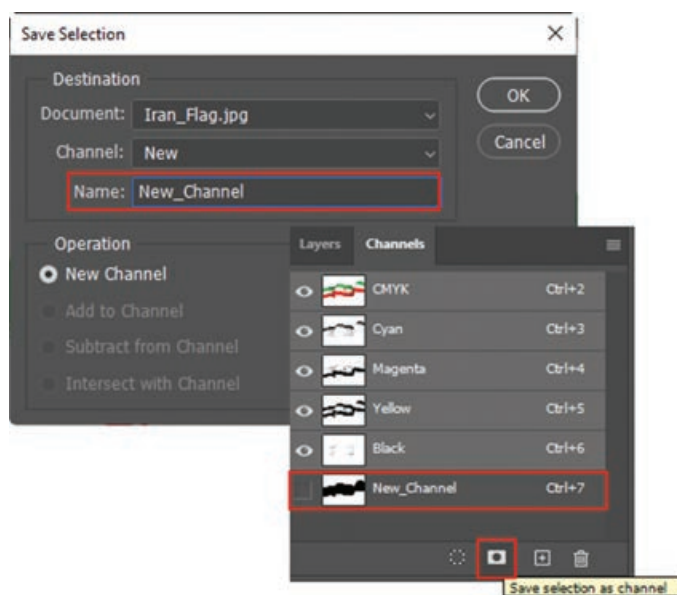 Save Selection
Destination
Document: Iran_Flag.jpg
Channel: New
Name: New_Channel
OK
Cancel
Operation
New Channel
Add to Channel
Subtract from Channel
Intersect with Channel
Layers Channels
CMYK Ctrl+2
Cyan Ctrl+3
Magenta Ctrl+4
Yellow Ctrl+5
Black Ctrl+6
New_Channel Ctrl+7
Save selection as channel